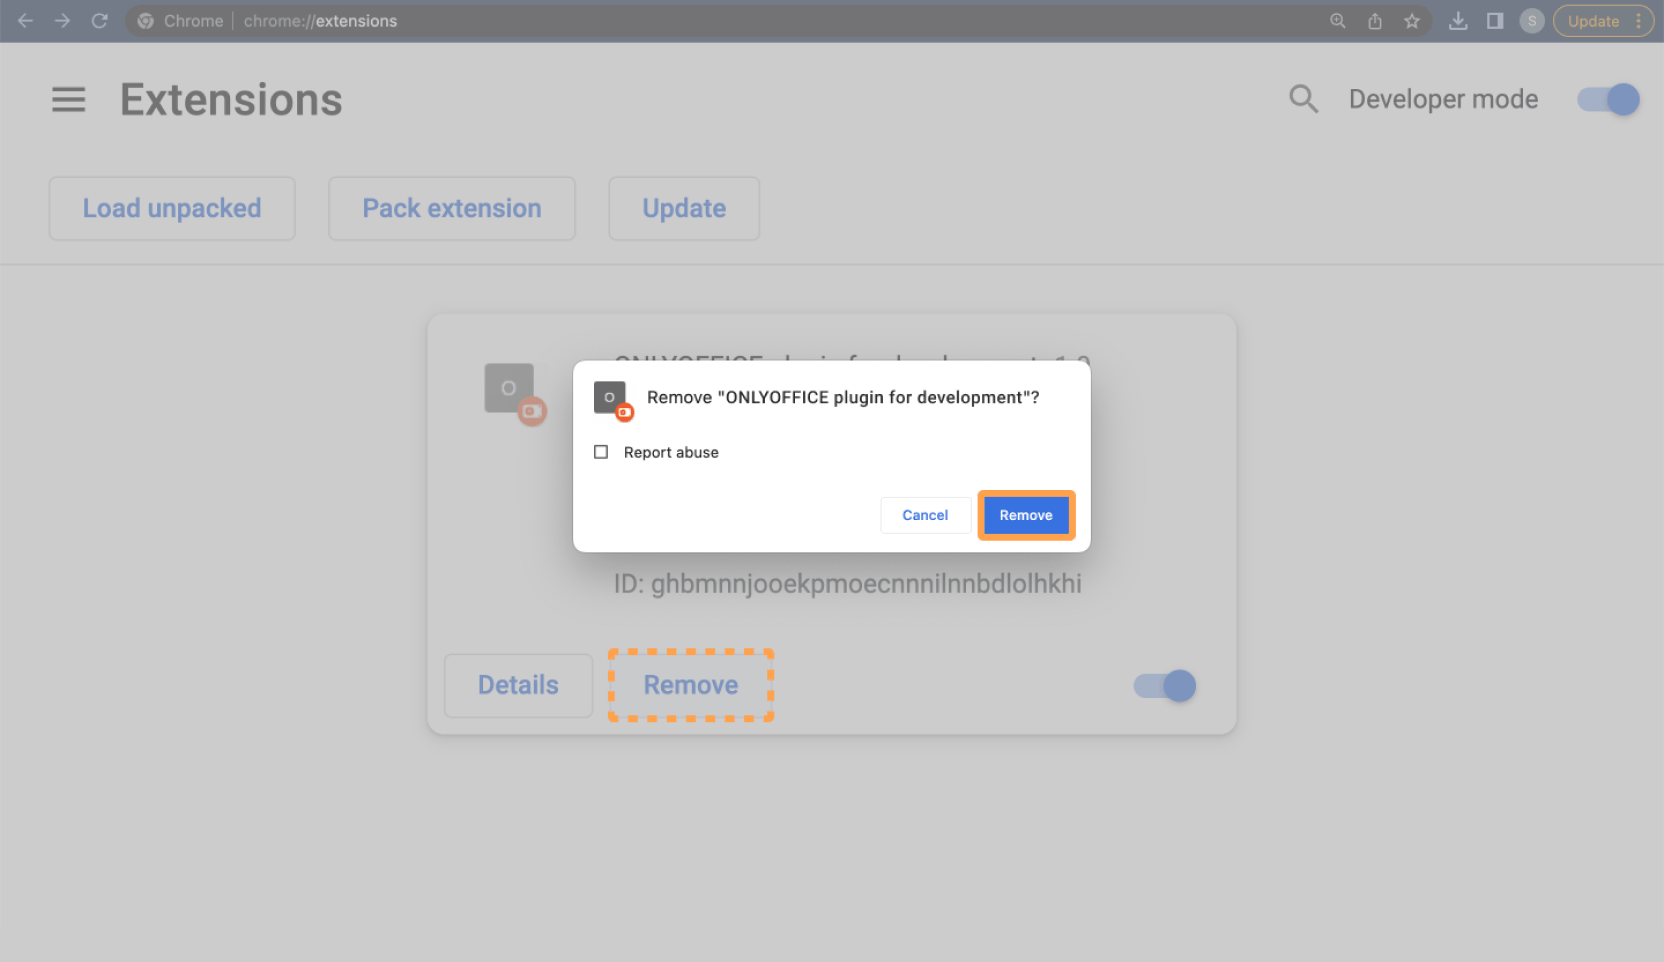 Chrome | chrome://extensions
S
Update
Extensions
Developer mode
Load unpacked
Pack extension
Update
O
O
Remove "ONLYOFFICE plugin for development"?
Report abuse
Cancel
Remove
ID: ghbmnnjooekpmoecnnnilnnbdlolhkhi
Details
Remove